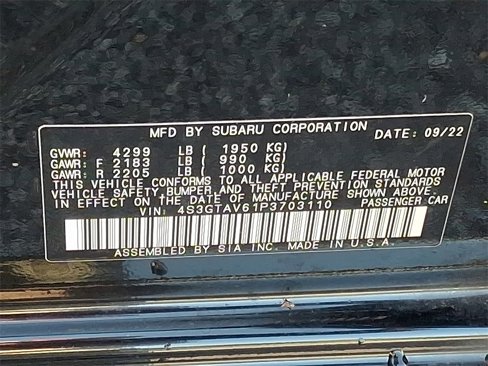 MFD BY SUBARU CORPORATION DATE: 09/22
GVWR: 4299 LB ( 1950 KG)
GAWR: F 2183 LB ( 990 KG)
GAWR: R 2205 LB ( 1000 KG)
THIS VEHICLE CONFORMS TO ALL APPLICABLE FEDERAL MOTOR
VEHICLE SAFETY, BUMPER, AND THEFT PREVENTION STANDARDS
IN EFFECT ON THE DATE OF MANUFACTURE SHOWN ABOVE.
VIN: 4S3GTAV61P3703110 PASSENGER CAR
ASSEMBLED BY SIA INC. MADE IN U.S.A.